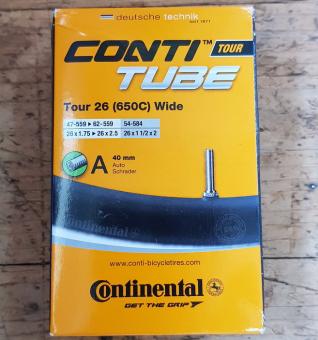 deutsche technik
SINCE 1871
CONTI™ TOUR
TUBE
Tour 26 (650C) Wide
47-559 ▸ 62-559 54-584
26 x 1.75 ▸ 26 x 2.5 26 x 1 1/2 x 2
A
40 mm
Auto
Schrader
Continental
www.conti-bicycletires.com
Continental
GET THE GRIP